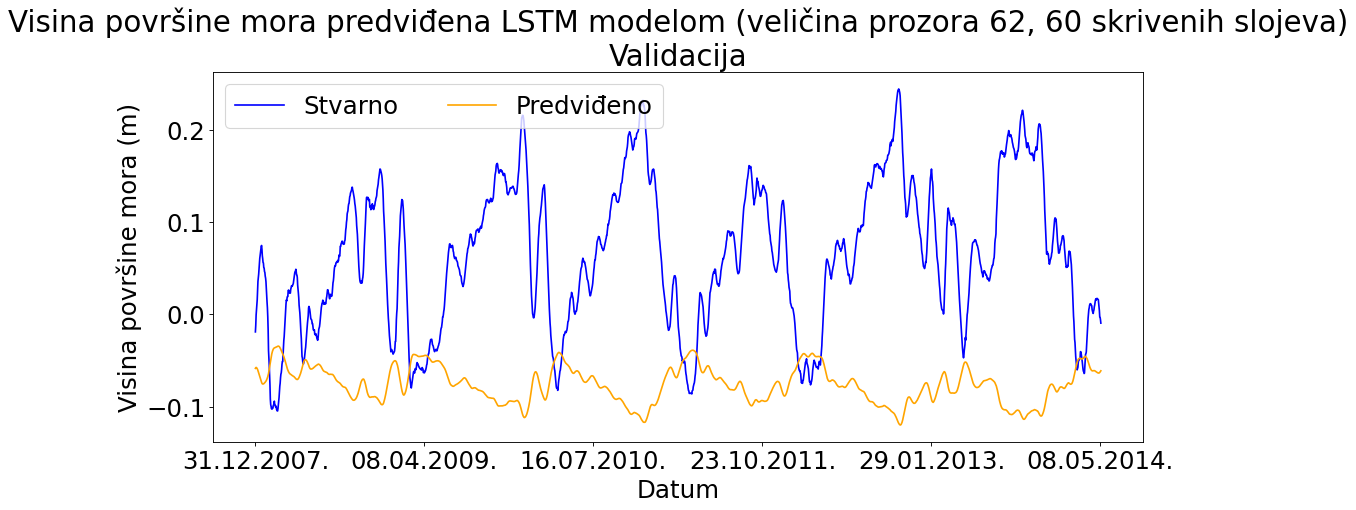 Visina površine mora predviđena LSTM modelom (veličina prozora 62, 60 skrivenih slojeva)
Validacija
Stvarno Predviđeno
Visina površine mora (m)
0.2
0.1
0.0
−0.1
31.12.2007. 08.04.2009. 16.07.2010. 23.10.2011. 29.01.2013. 08.05.2014.
Datum